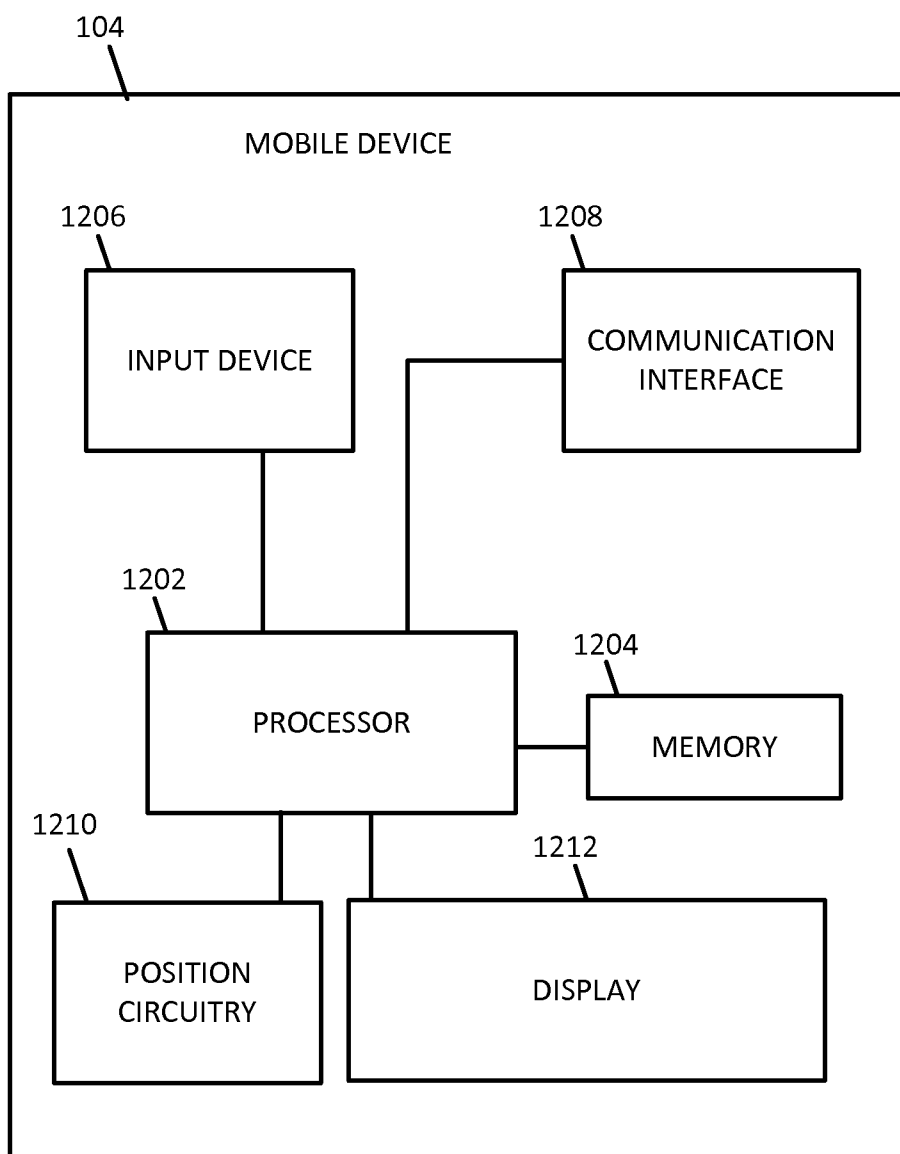 104
MOBILE DEVICE
1206
1208
INPUT DEVICE
COMMUNICATION
INTERFACE
1202
1204
PROCESSOR
MEMORY
1210
1212
POSITION
CIRCUITRY
DISPLAY